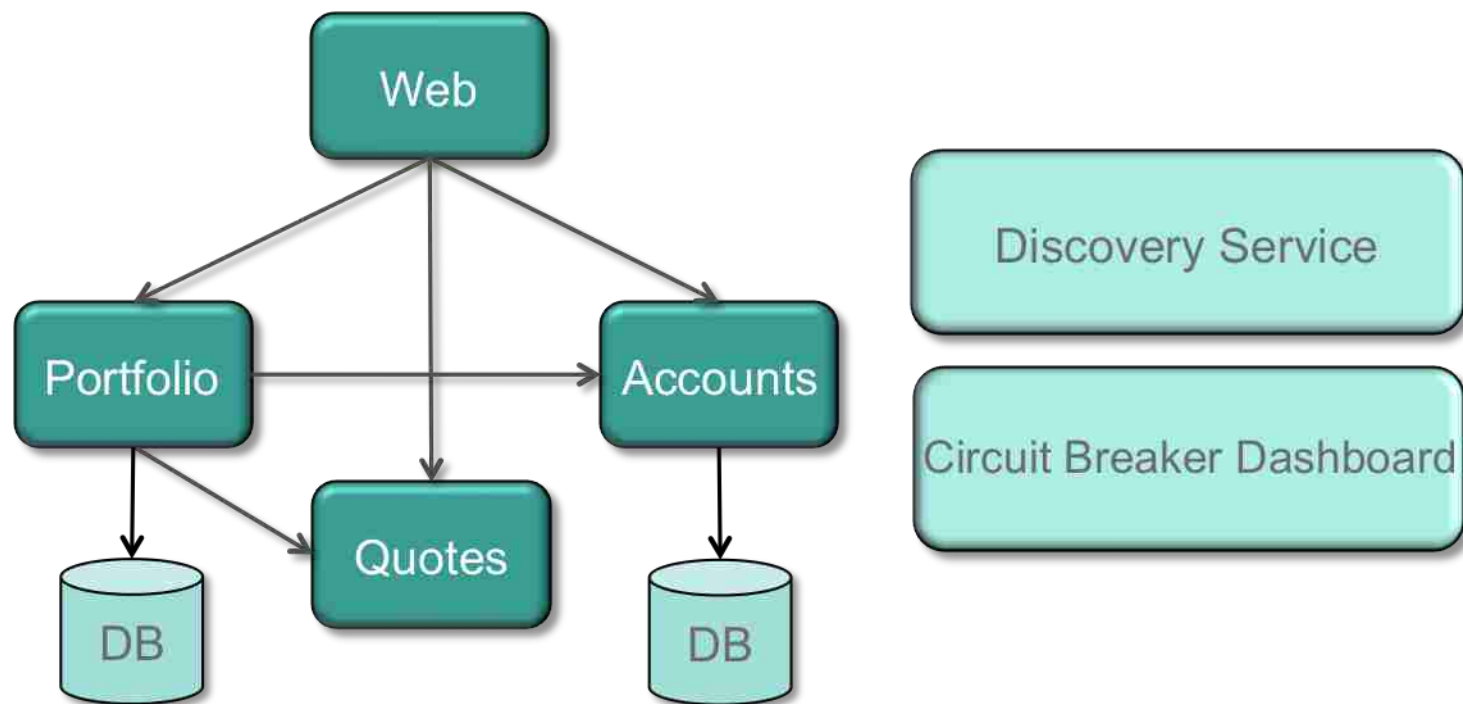 Web
Discovery Service
Portfolio
Accounts
Circuit Breaker Dashboard
Quotes
DB
DB